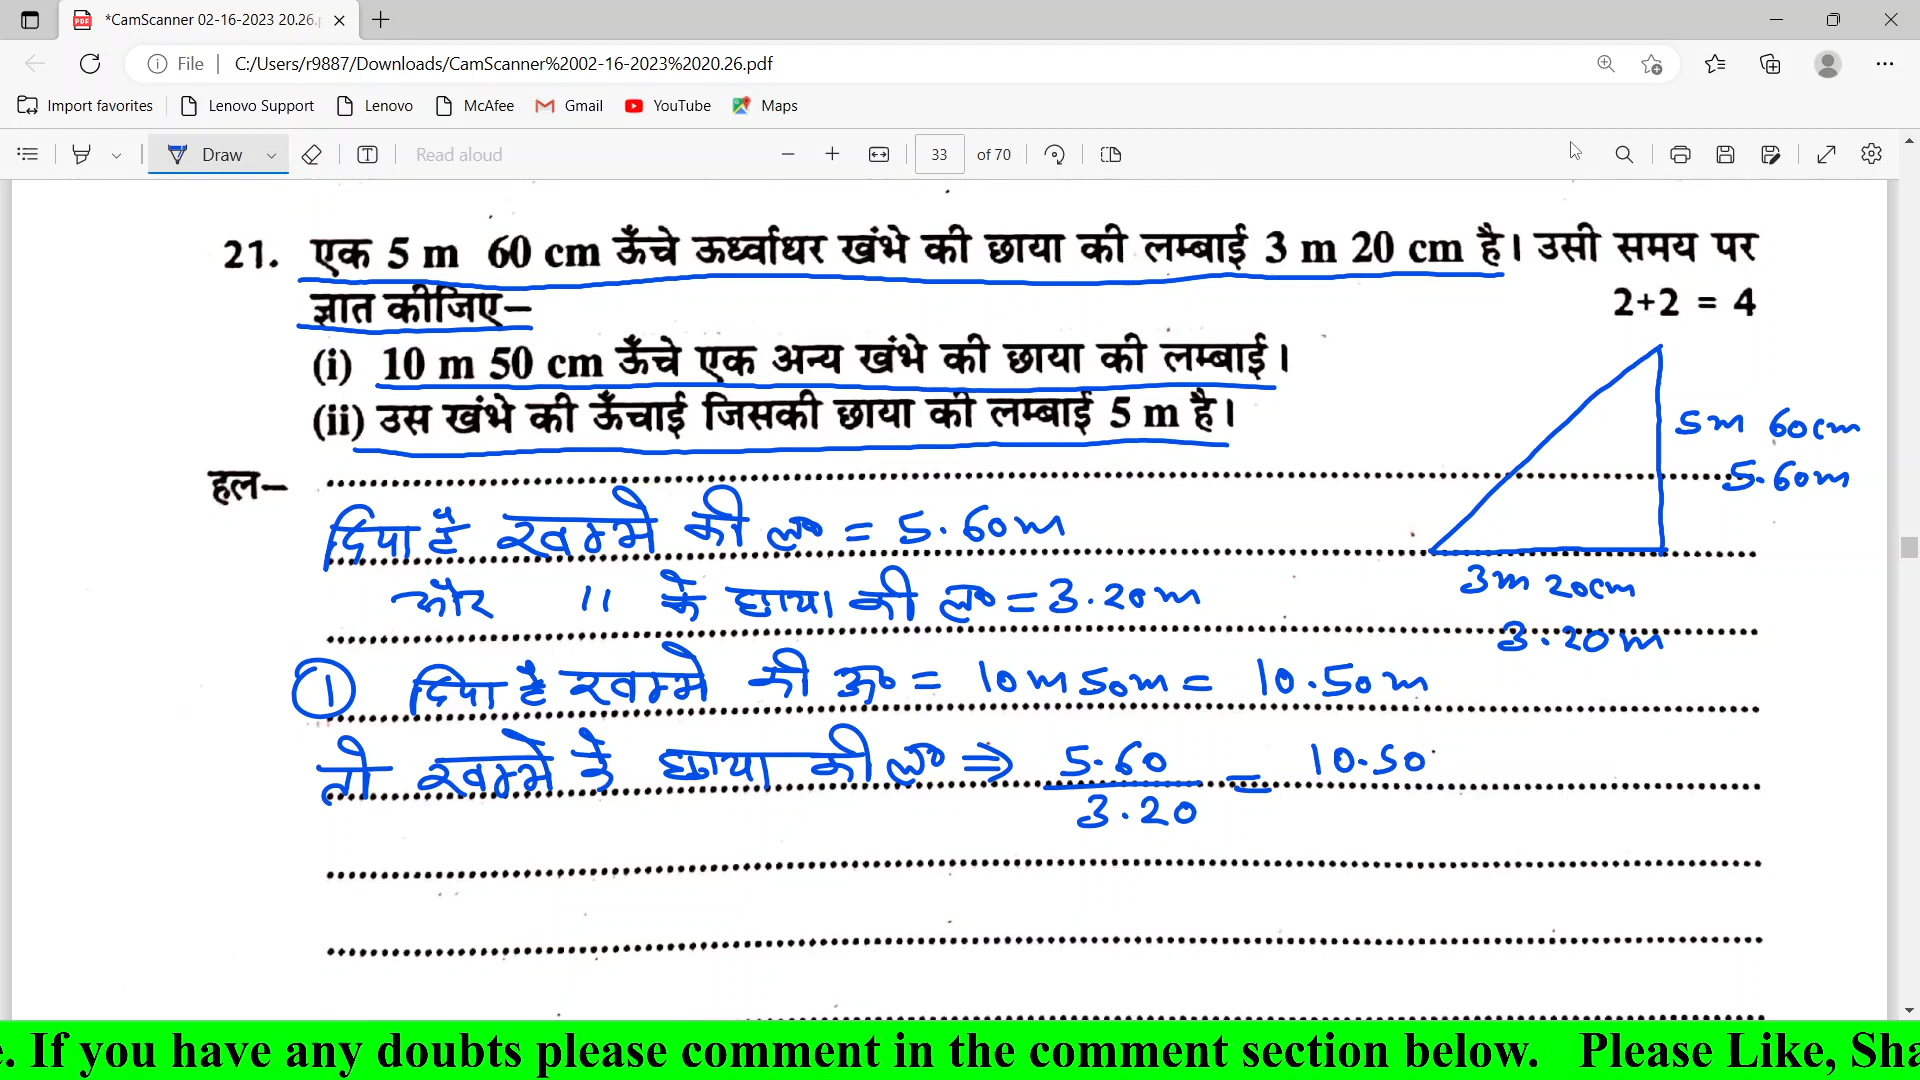 *CamScanner 02-16-2023 20.26.
File C:/Users/r9887/Downloads/CamScanner%2002-16-2023%2020.26.pdf
Import favorites Lenovo Support Lenovo McAfee Gmail YouTube Maps
Draw Read aloud 33 of 70
21. एक 5 m 60 cm ऊँचे ऊर्ध्वाधर खंभे की छाया की लम्बाई 3 m 20 cm है। उसी समय पर
ज्ञात कीजिए– 2+2 = 4
(i) 10 m 50 cm ऊँचे एक अन्य खंभे की छाया की लम्बाई।
(ii) उस खंभे की ऊँचाई जिसकी छाया की लम्बाई 5 m है।
5m 60cm
5.60m
हल–
दिया है खम्भे की ल० = 5.60m
और 11 के छाया की ल० = 3.20m
3m 20cm
3.20m
1 दिया है खम्भे की ऊ० = 10m 50m = 10.50m
तो खम्भे के छाया की ल० ⇒ 5.60/3.20 = 10.50
e. If you have any doubts please comment in the comment section below. Please Like, Sha